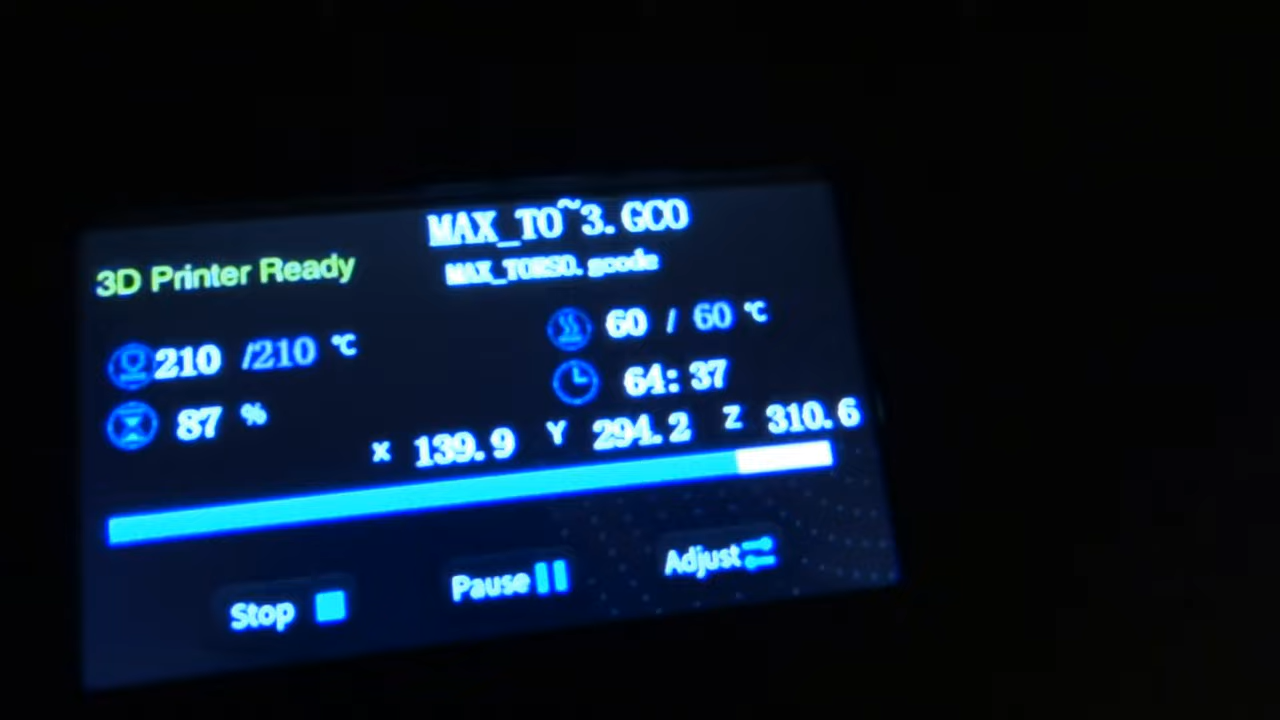 MAX_TO~3.GCO
3D Printer Ready
MAX_TORSO.gcode
210 /210 ℃
60 / 60 ℃
87 %
64:37
X 139.9 Y 294.2 Z 310.6
Stop
Pause
Adjust